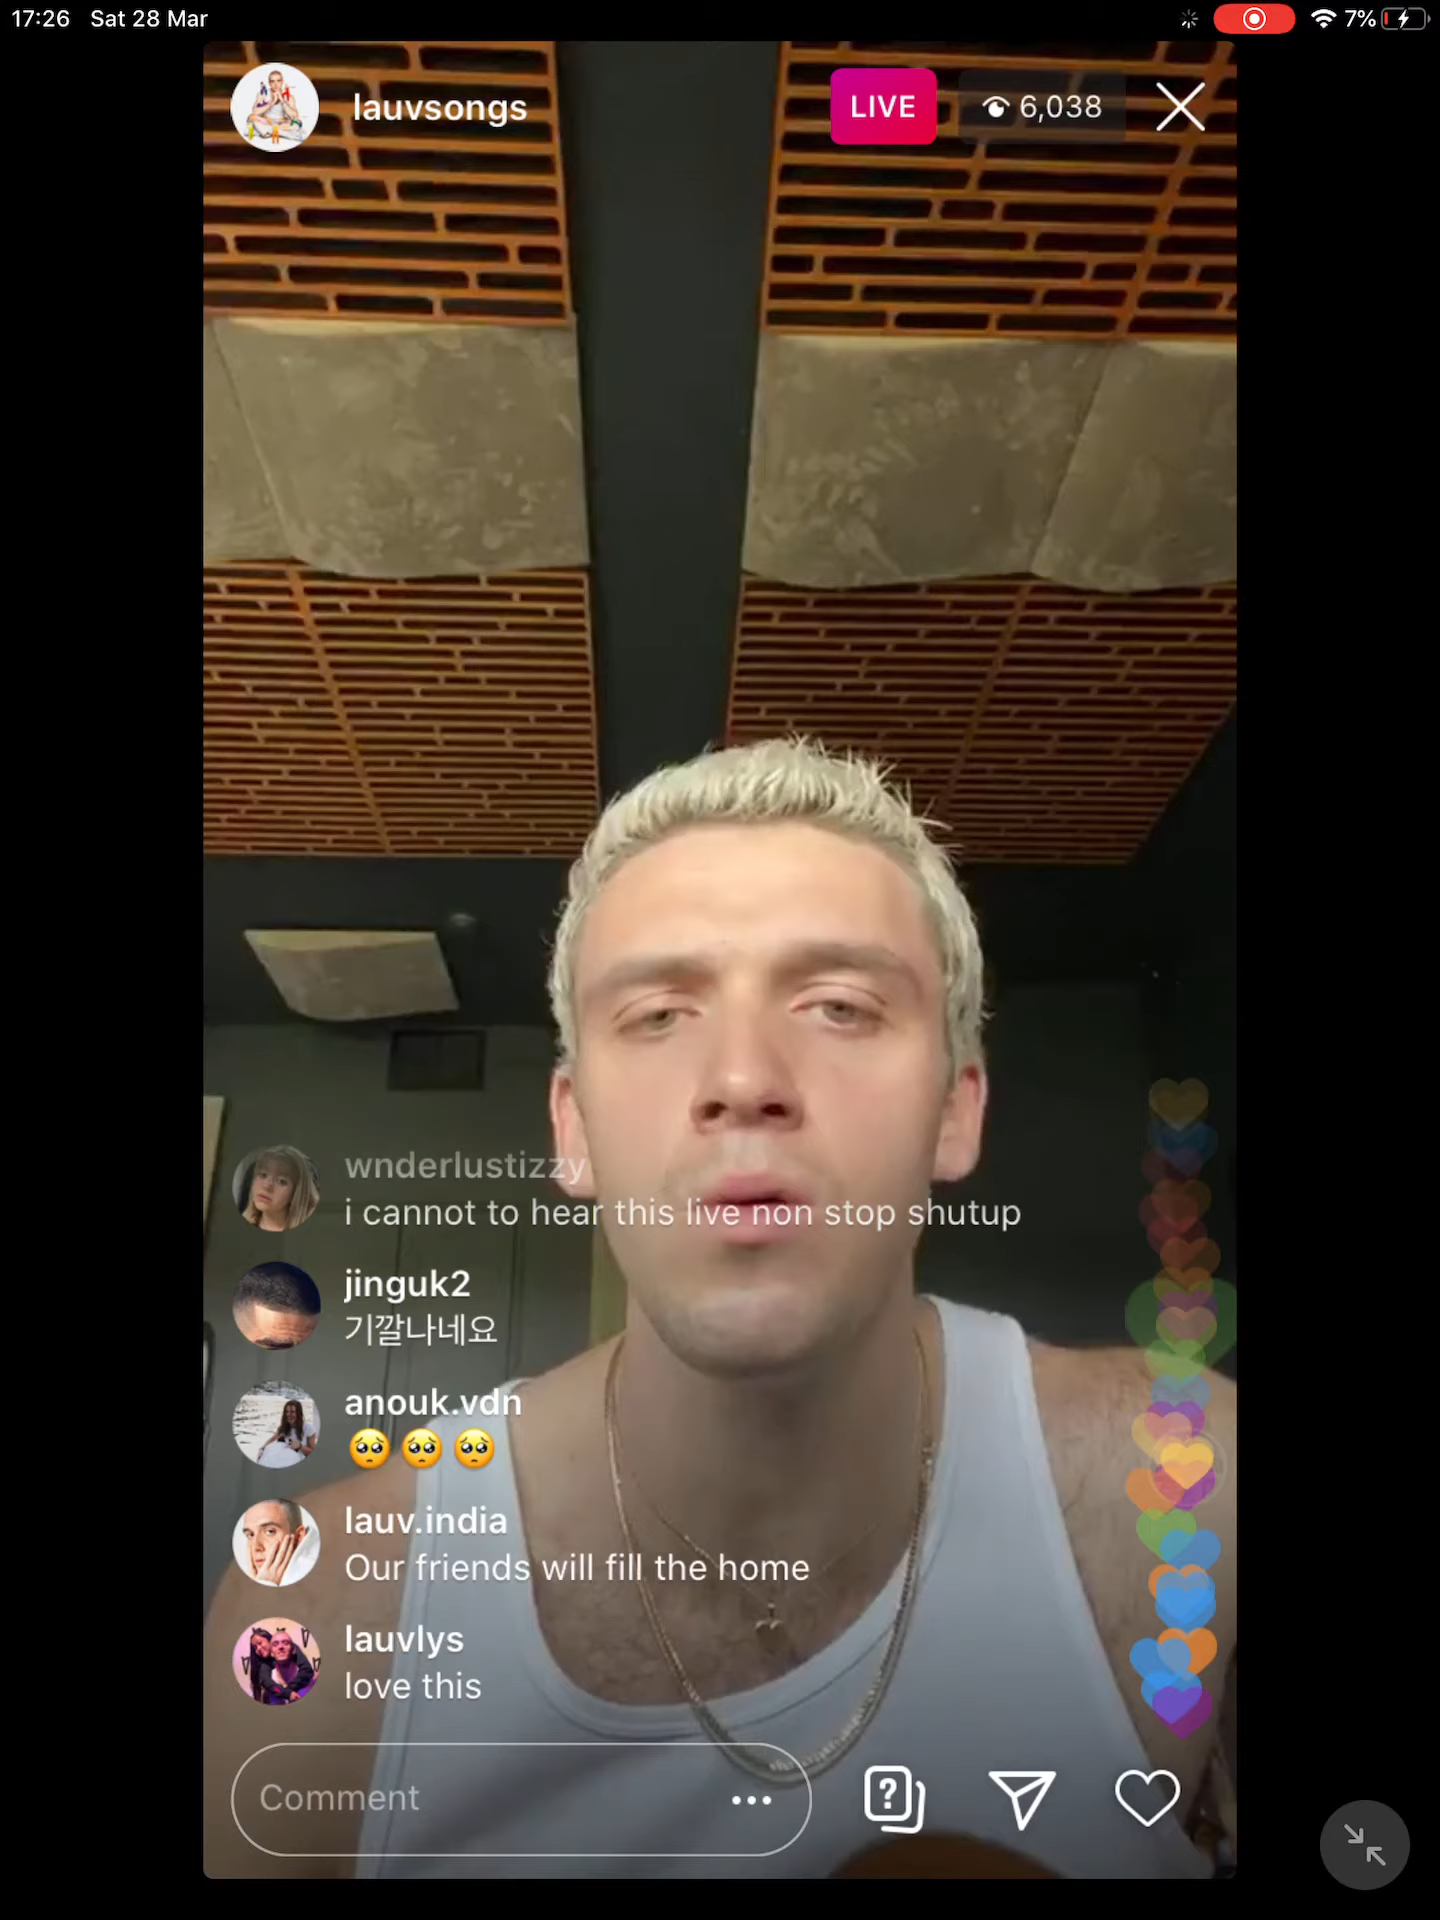 17:26 Sat 28 Mar 7%
lauvsongs LIVE 6,038
wnderlustizzy
i cannot to hear this live non stop shutup
jinguk2
기깔나네요
anouk.vdn
🥺🥺🥺
lauv.india
Our friends will fill the home
lauvlys
love this
Comment